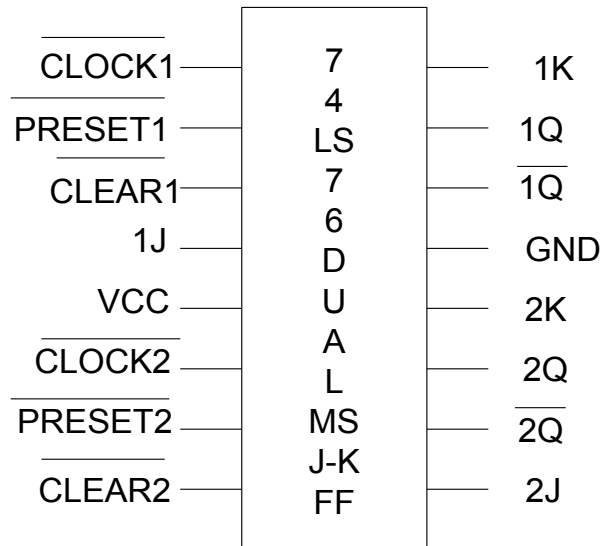 CLOCK1 7 1K
4
PRESET1 1Q
LS
CLEAR1 7 1Q
6
1J D GND
VCC U 2K
A
CLOCK2 L 2Q
PRESET2 MS 2Q
J-K
CLEAR2 FF 2J